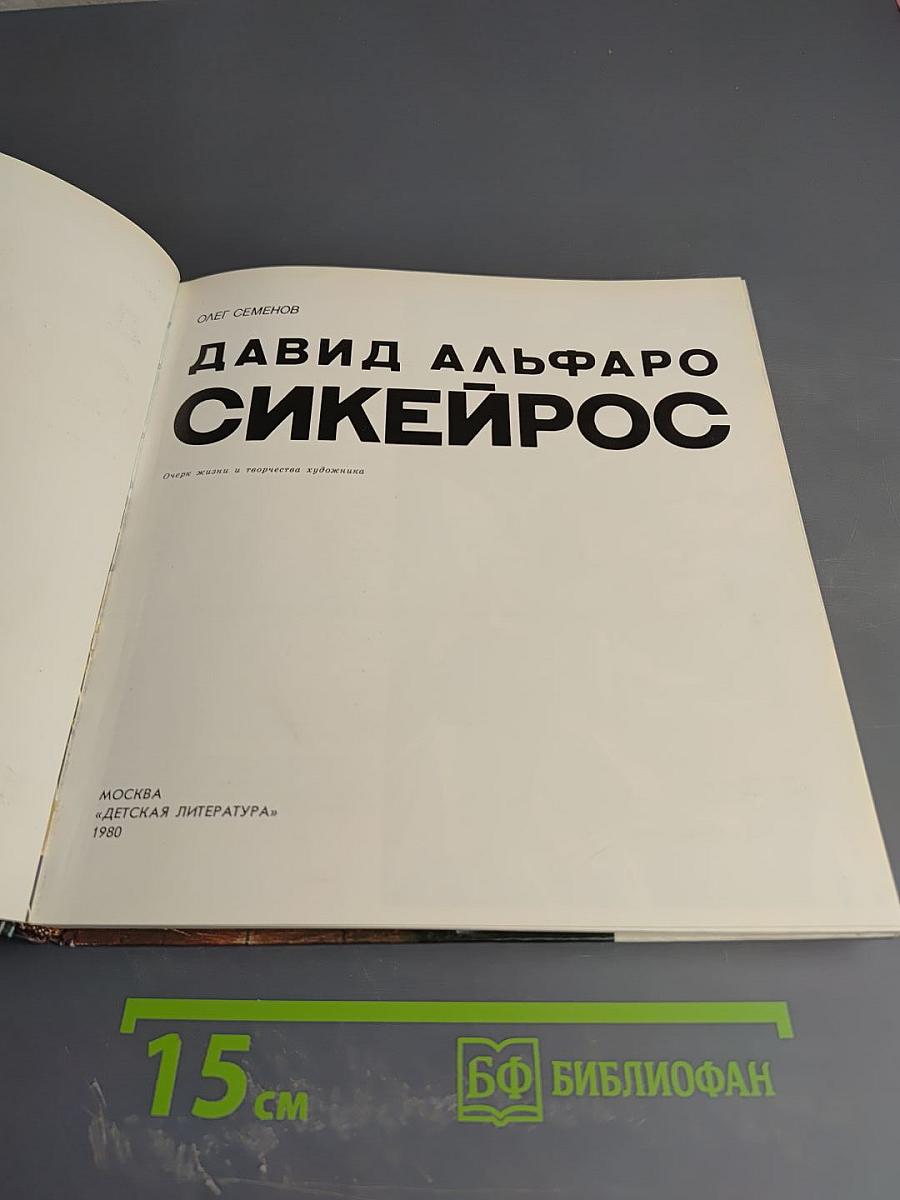 ОЛЕГ СЕМЕНОВ
ДАВИД АЛЬФАРО
СИКЕЙРОС
Очерк жизни и творчества художника
МОСКВА
«ДЕТСКАЯ ЛИТЕРАТУРА»
1980
15 см
БФ БИБЛИОФАН